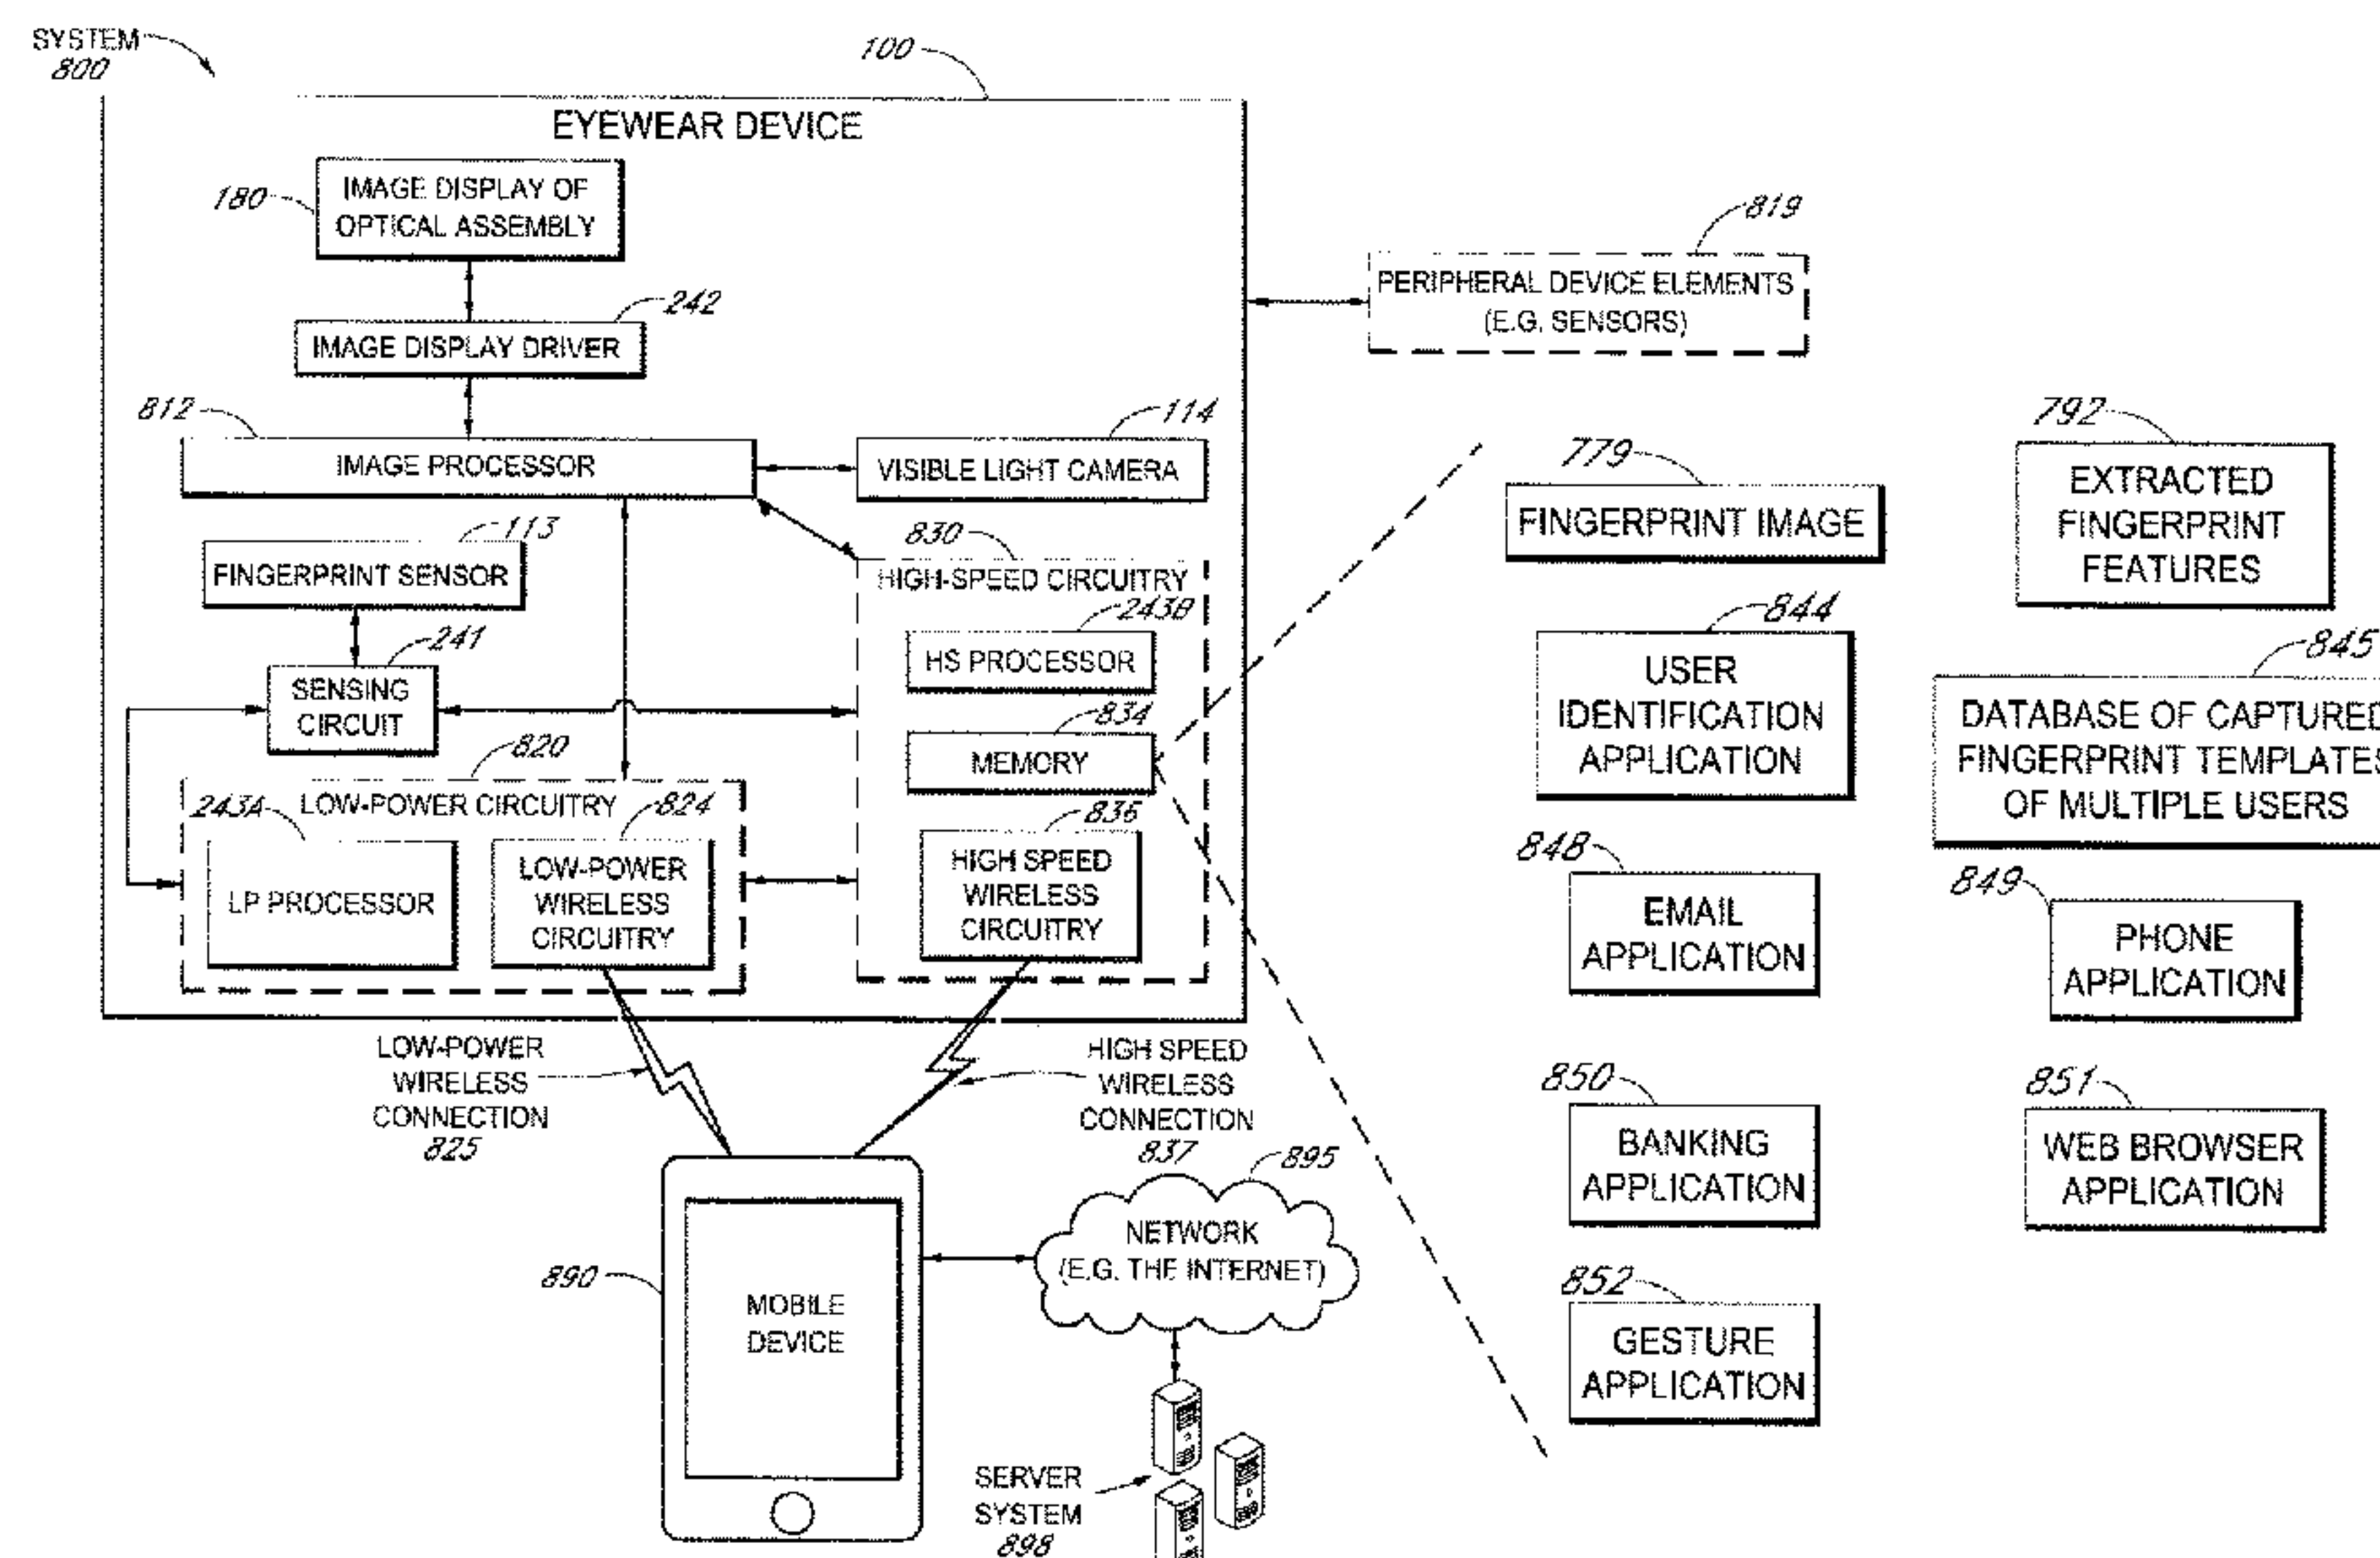 SYSTEM
800
100
EYEWEAR DEVICE
180
IMAGE DISPLAY OF
OPTICAL ASSEMBLY
242
IMAGE DISPLAY DRIVER
812
IMAGE PROCESSOR
114
VISIBLE LIGHT CAMERA
113
FINGERPRINT SENSOR
241
SENSING
CIRCUIT
830
HIGH-SPEED CIRCUITRY
243B
HS PROCESSOR
834
MEMORY
836
HIGH SPEED
WIRELESS
CIRCUITRY
820
LOW-POWER CIRCUITRY
243A
LP PROCESSOR
824
LOW-POWER
WIRELESS
CIRCUITRY
819
PERIPHERAL DEVICE ELEMENTS
(E.G. SENSORS)
779
FINGERPRINT IMAGE
792
EXTRACTED
FINGERPRINT
FEATURES
844
USER
IDENTIFICATION
APPLICATION
845
DATABASE OF CAPTURED
FINGERPRINT TEMPLATES
OF MULTIPLE USERS
848
EMAIL
APPLICATION
849
PHONE
APPLICATION
850
BANKING
APPLICATION
851
WEB BROWSER
APPLICATION
852
GESTURE
APPLICATION
LOW-POWER
WIRELESS
CONNECTION
825
HIGH SPEED
WIRELESS
CONNECTION
837
890
MOBILE
DEVICE
895
NETWORK
(E.G. THE INTERNET)
SERVER
SYSTEM
898